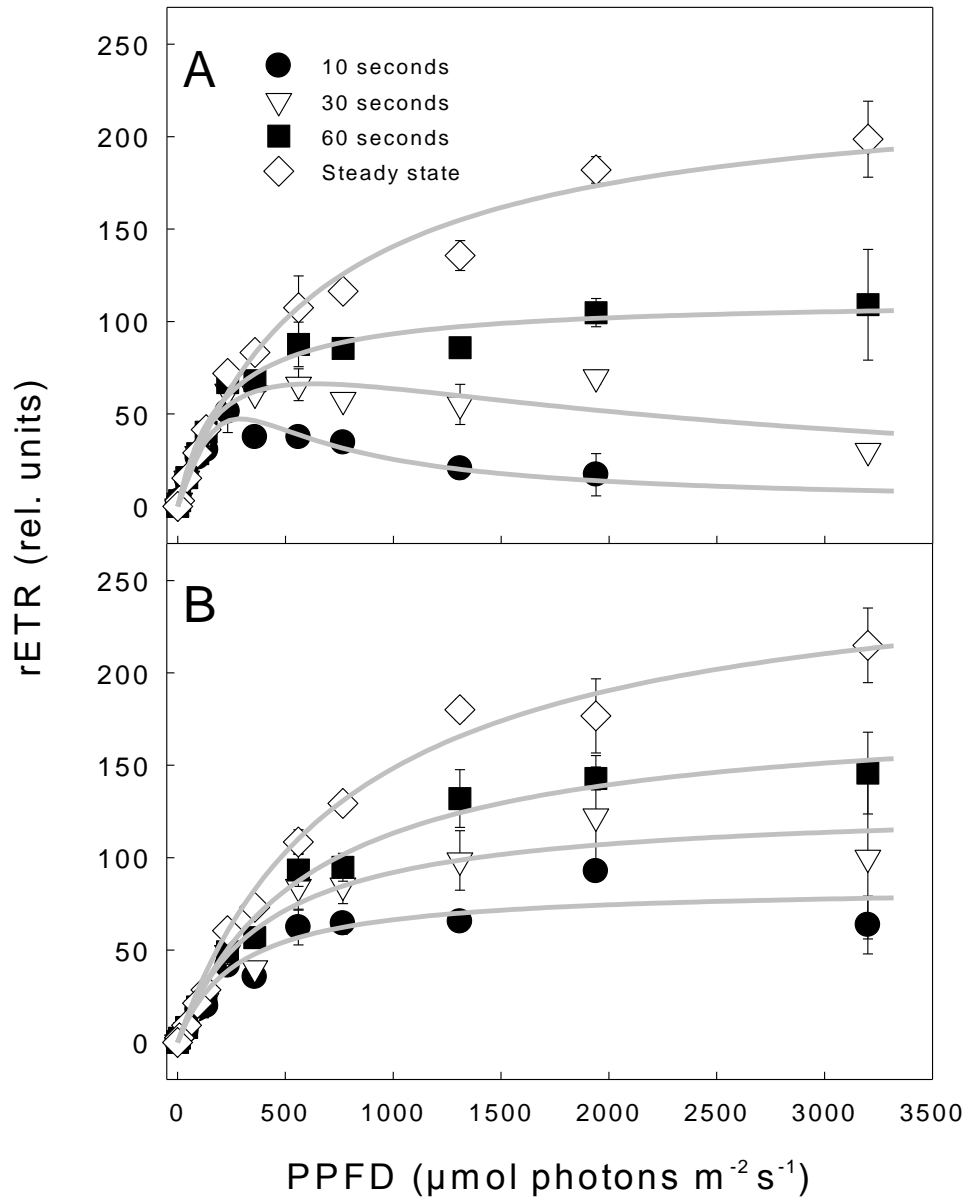 250
A
10 seconds
30 seconds
200
60 seconds
Steady state
150
100
50
0
rETR (rel. units)
250
B
200
150
100
50
0
0 500 1000 1500 2000 2500 3000 3500
PPFD (µmol photons m⁻² s⁻¹)